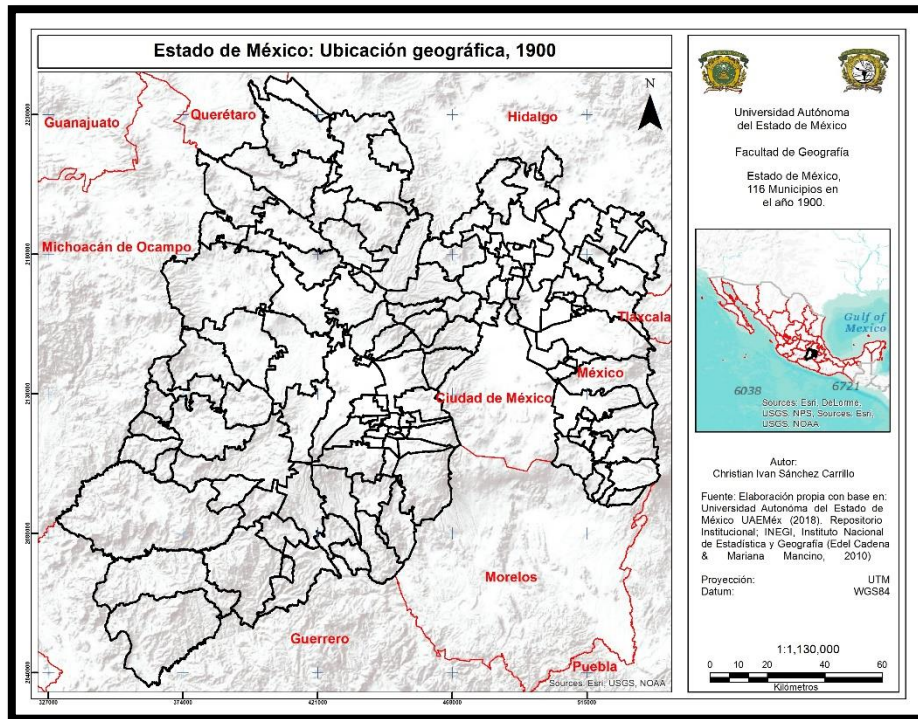 Estado de México: Ubicación geográfica, 1900
N
Guanajuato
Querétaro
Hidalgo
Michoacán de Ocampo
Tlaxcala
México
Ciudad de México
Morelos
Guerrero
Puebla
Sources: Esri, USGS, NOAA
327000
374000
421000
515000
Universidad Autónoma
del Estado de México
Facultad de Geografía
Estado de México,
116 Municipios en
el año 1900.
Gulf of
Mexico
6038
6721
Sources: Esri, DeLorme,
USGS, NPS, Sources: Esri,
USGS, NOAA
Autor:
Christian Ivan Sánchez Carrillo
Fuente: Elaboración propia con base en:
Universidad Autonóma del Estado de
México UAEMéx (2018). Repositorio
Institucional; INEGI, Instituto Nacional
de Estadística y Geografía (Edel Cadena
& Mariana Mancino, 2010)
Proyección: UTM
Datum: WGS84
1:1,130,000
0 10 20 40 60
Kilómetros